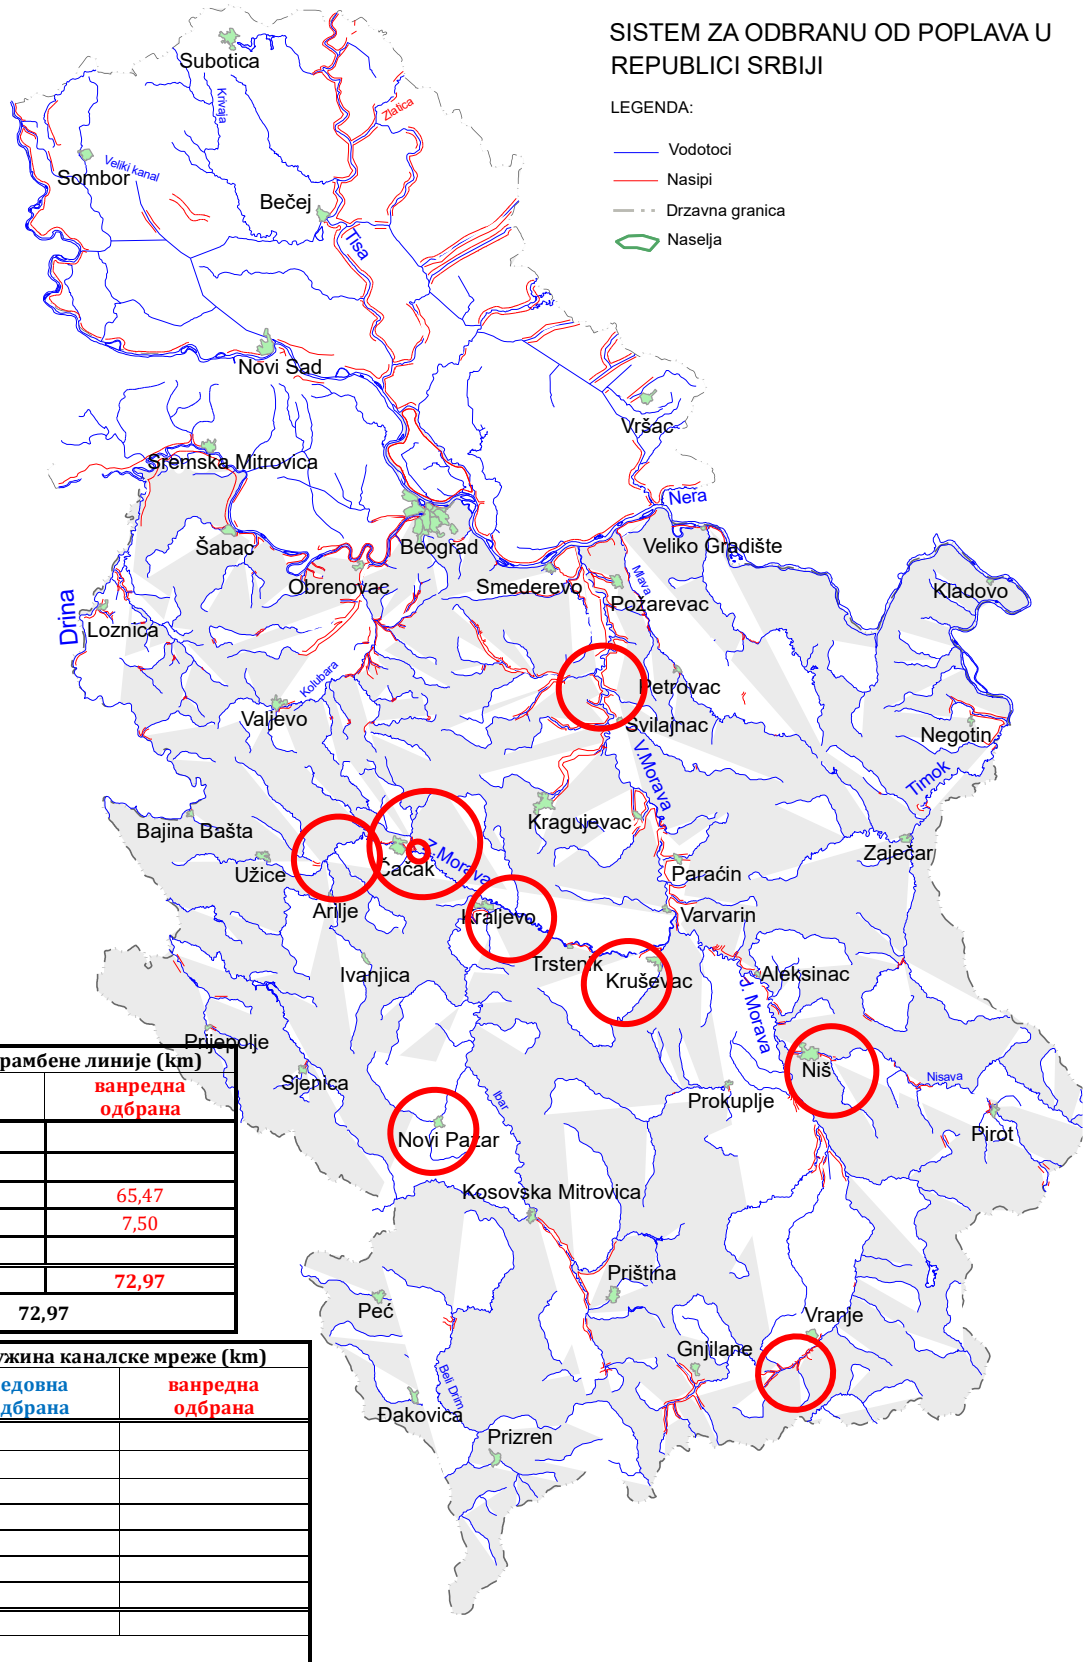 SISTEM ZA ODBRANU OD POPLAVA U
REPUBLICI SRBIJI
LEGENDA:
Vodotoci
Nasipi
Drzavna granica
Naselja
Subotica
Krivaja
Zlatica
Sombor
Veliki kanal
Bečej
Tisa
Novi Sad
Vršac
Sremska Mitrovica
Nera
Šabac
Beograd
Veliko Gradište
Obrenovac
Smederevo
Mlava
Požarevac
Kladovo
Drina
Loznica
Kolubara
Petrovac
Valjevo
Svilajnac
Negotin
V.Morava
Timok
Bajina Bašta
Kragujevac
Zaječar
Užice
Čačak
Z.Morava
Paraćin
Arilje
Kraljevo
Varvarin
Ivanjica
Trstenik
Kruševac
Aleksinac
J. Morava
Prijepolje
Sjenica
Ibar
Niš
Nisava
Prokuplje
Pirot
Novi Pazar
Kosovska Mitrovica
Priština
Peć
Vranje
Gnjilane
Beli Drim
Đakovica
Prizren
рамбене линије (km)
ванредна
одбрана
65,47
7,50
72,97
72,97
ужина каналске мреже (km)
едовна
дбрана
ванредна
одбрана